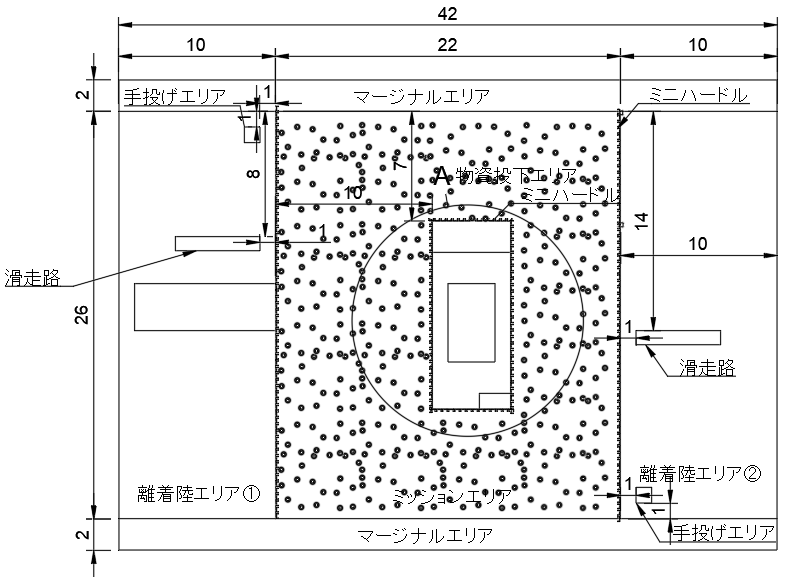 42
10
22
10
2
手投げエリア
1
マージナルエリア
ミニハードル
1
7
A
物資投下エリア
8
10
ミニハードル
14
1
10
滑走路
26
1
滑走路
離着陸エリア②
離着陸エリア①
ミッションエリア
1
1
手投げエリア
2
マージナルエリア